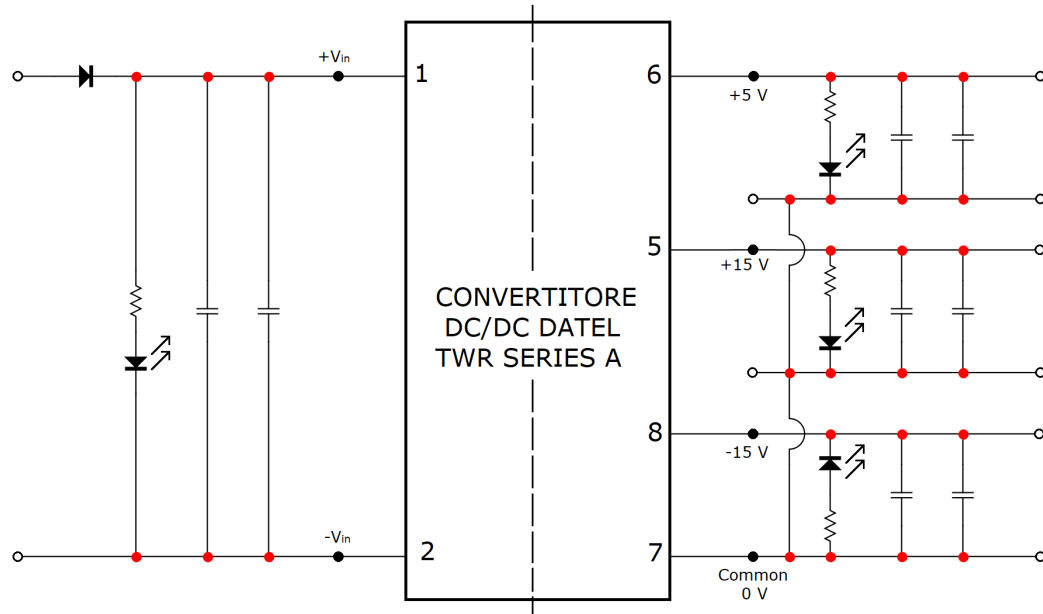 +Vin
1
6
+5 V
5
+15 V
CONVERTITORE
DC/DC DATEL
TWR SERIES A
8
-15 V
-Vin
2
7
Common
0 V